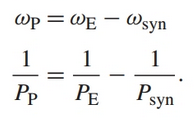 ωP = ωE − ωsyn
1/PP = 1/PE − 1/Psyn.